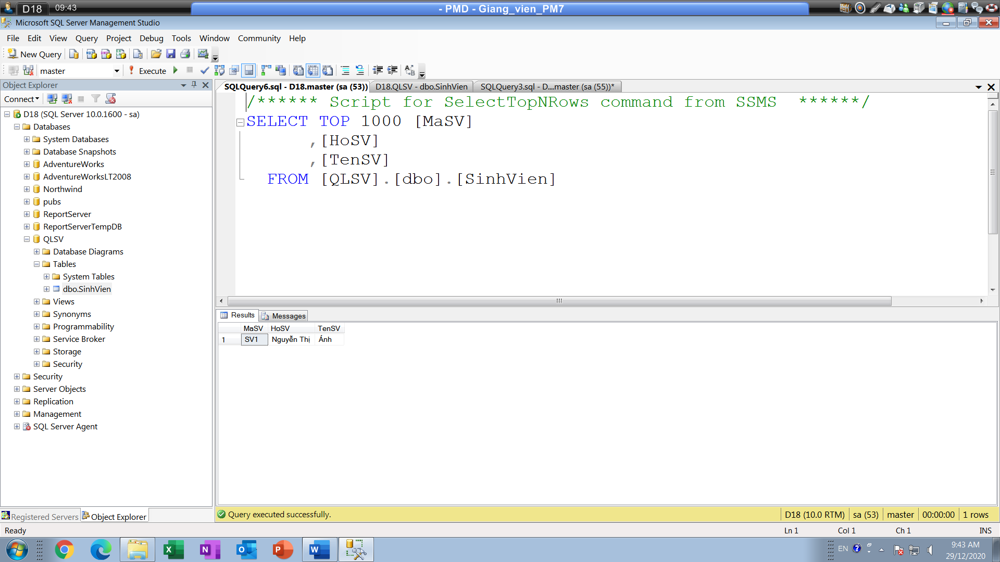 D18
09:43
- PMD - Giang_vien_PM7
Microsoft SQL Server Management Studio
File Edit View Query Project Debug Tools Window Community Help
New Query
master
Execute
Object Explorer
Connect
D18 (SQL Server 10.0.1600 - sa)
Databases
System Databases
Database Snapshots
AdventureWorks
AdventureWorksLT2008
Northwind
pubs
ReportServer
ReportServerTempDB
QLSV
Database Diagrams
Tables
System Tables
dbo.SinhVien
Views
Synonyms
Programmability
Service Broker
Storage
Security
Security
Server Objects
Replication
Management
SQL Server Agent
Registered Servers
Object Explorer
SQLQuery6.sql - D18.master (sa (53))
D18.QLSV - dbo.SinhVien
SQLQuery3.sql - D....master (sa (55))*
/****** Script for SelectTopNRows command from SSMS ******/
SELECT TOP 1000 [MaSV]
,[HoSV]
,[TenSV]
FROM [QLSV].[dbo].[SinhVien]
Results
Messages
MaSV HoSV TenSV
1 SV1 Nguyễn Thị Ánh
Query executed successfully.
D18 (10.0 RTM)
sa (53)
master
00:00:00
1 rows
Ready
Ln 1
Col 1
Ch 1
INS
EN
9:43 AM
29/12/2020